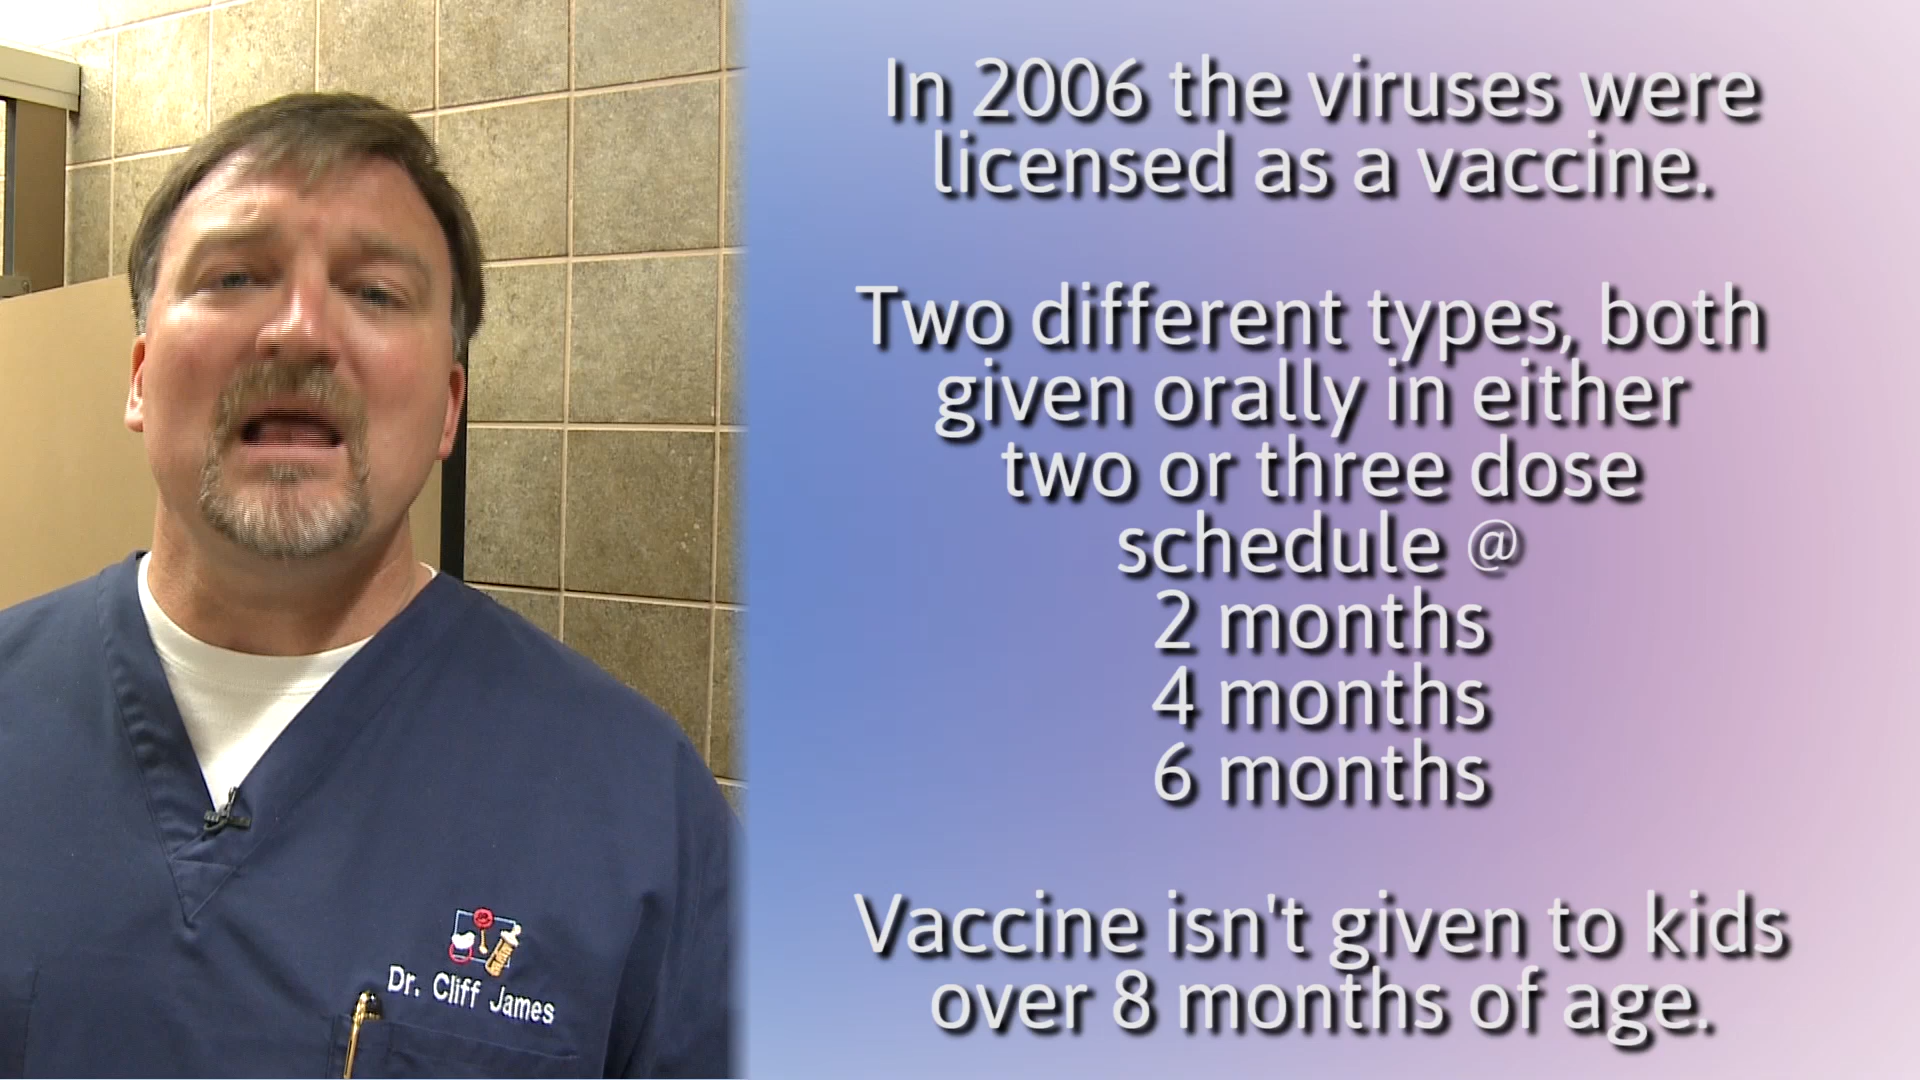 In 2006 the viruses were
licensed as a vaccine.
Two different types, both
given orally in either
two or three dose
schedule @
2 months
4 months
6 months
Vaccine isn't given to kids
over 8 months of age.
Dr. Cliff James